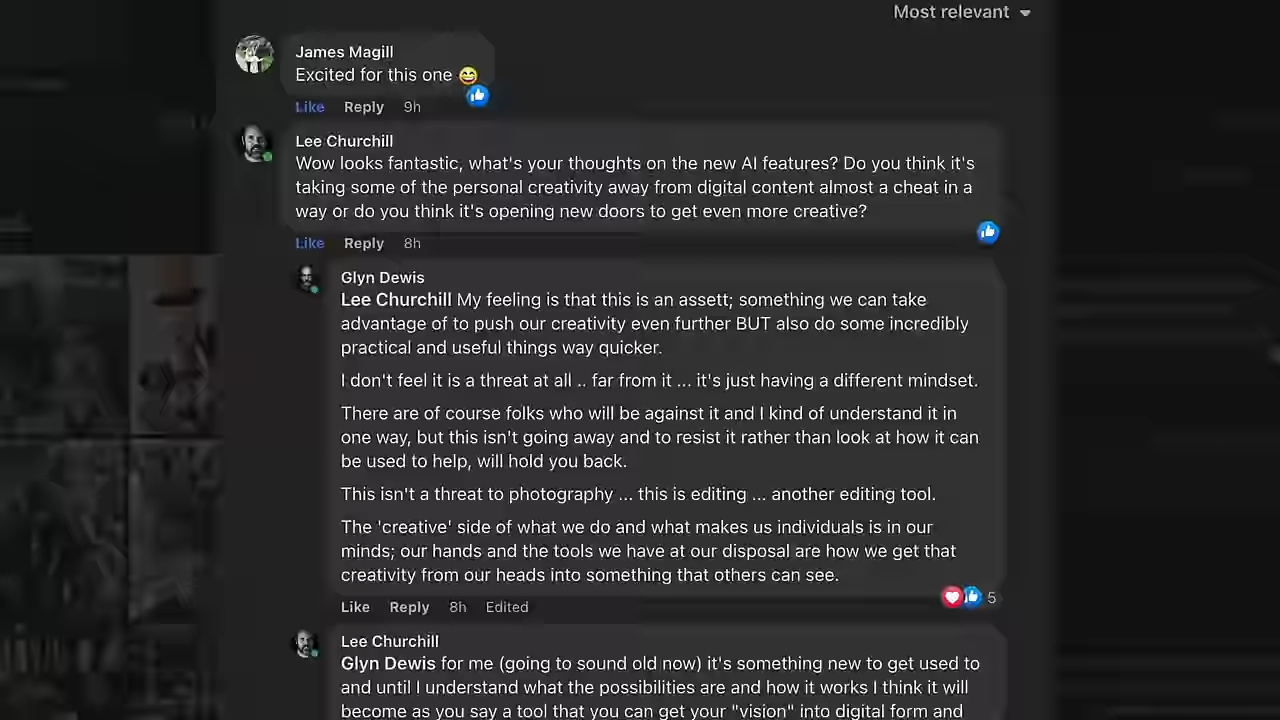 Most relevant
James Magill
Excited for this one 😄
Like Reply 9h
Lee Churchill
Wow looks fantastic, what's your thoughts on the new AI features? Do you think it's
taking some of the personal creativity away from digital content almost a cheat in a
way or do you think it's opening new doors to get even more creative?
Like Reply 8h
Glyn Dewis
Lee Churchill My feeling is that this is an assett; something we can take
advantage of to push our creativity even further BUT also do some incredibly
practical and useful things way quicker.
I don't feel it is a threat at all .. far from it ... it's just having a different mindset.
There are of course folks who will be against it and I kind of understand it in
one way, but this isn't going away and to resist it rather than look at how it can
be used to help, will hold you back.
This isn't a threat to photography ... this is editing ... another editing tool.
The 'creative' side of what we do and what makes us individuals is in our
minds; our hands and the tools we have at our disposal are how we get that
creativity from our heads into something that others can see.
5
Like Reply 8h Edited
Lee Churchill
Glyn Dewis for me (going to sound old now) it's something new to get used to
and until I understand what the possibilities are and how it works I think it will
become as you say a tool that you can get your "vision" into digital form and